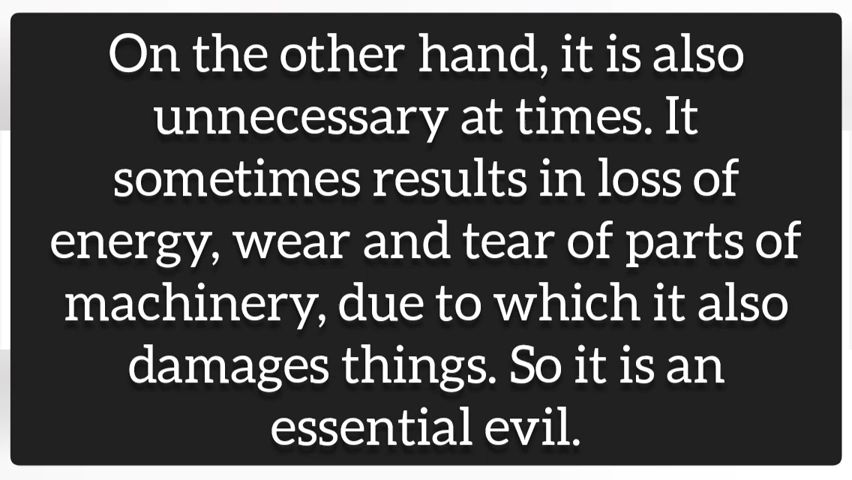 On the other hand, it is also
unnecessary at times. It
sometimes results in loss of
energy, wear and tear of parts of
machinery, due to which it also
damages things. So it is an
essential evil.